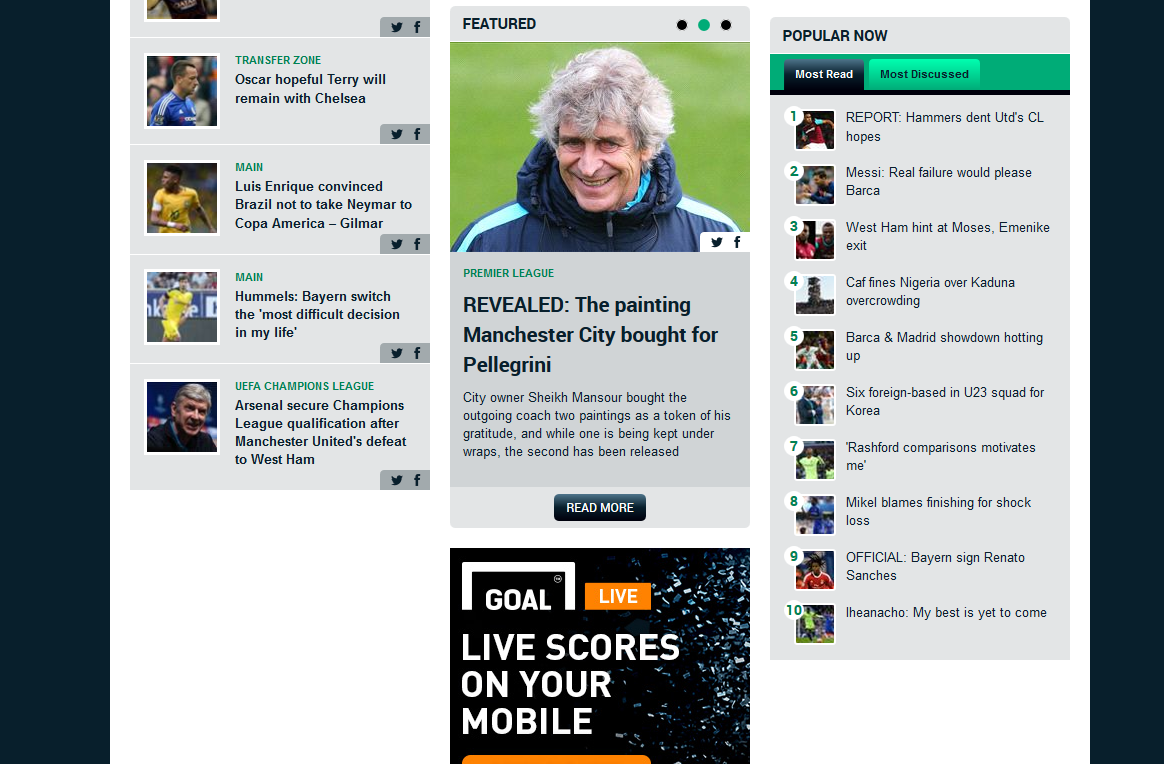 TRANSFER ZONE
Oscar hopeful Terry will
remain with Chelsea
MAIN
Luis Enrique convinced
Brazil not to take Neymar to
Copa America – Gilmar
MAIN
Hummels: Bayern switch
the 'most difficult decision
in my life'
UEFA CHAMPIONS LEAGUE
Arsenal secure Champions
League qualification after
Manchester United's defeat
to West Ham
FEATURED
PREMIER LEAGUE
REVEALED: The painting
Manchester City bought for
Pellegrini
City owner Sheikh Mansour bought the
outgoing coach two paintings as a token of his
gratitude, and while one is being kept under
wraps, the second has been released
READ MORE
GOAL LIVE
LIVE SCORES
ON YOUR
MOBILE
POPULAR NOW
Most Read Most Discussed
1 REPORT: Hammers dent Utd's CL
hopes
2 Messi: Real failure would please
Barca
3 West Ham hint at Moses, Emenike
exit
4 Caf fines Nigeria over Kaduna
overcrowding
5 Barca & Madrid showdown hotting
up
6 Six foreign-based in U23 squad for
Korea
7 'Rashford comparisons motivates
me'
8 Mikel blames finishing for shock
loss
9 OFFICIAL: Bayern sign Renato
Sanches
10 Iheanacho: My best is yet to come